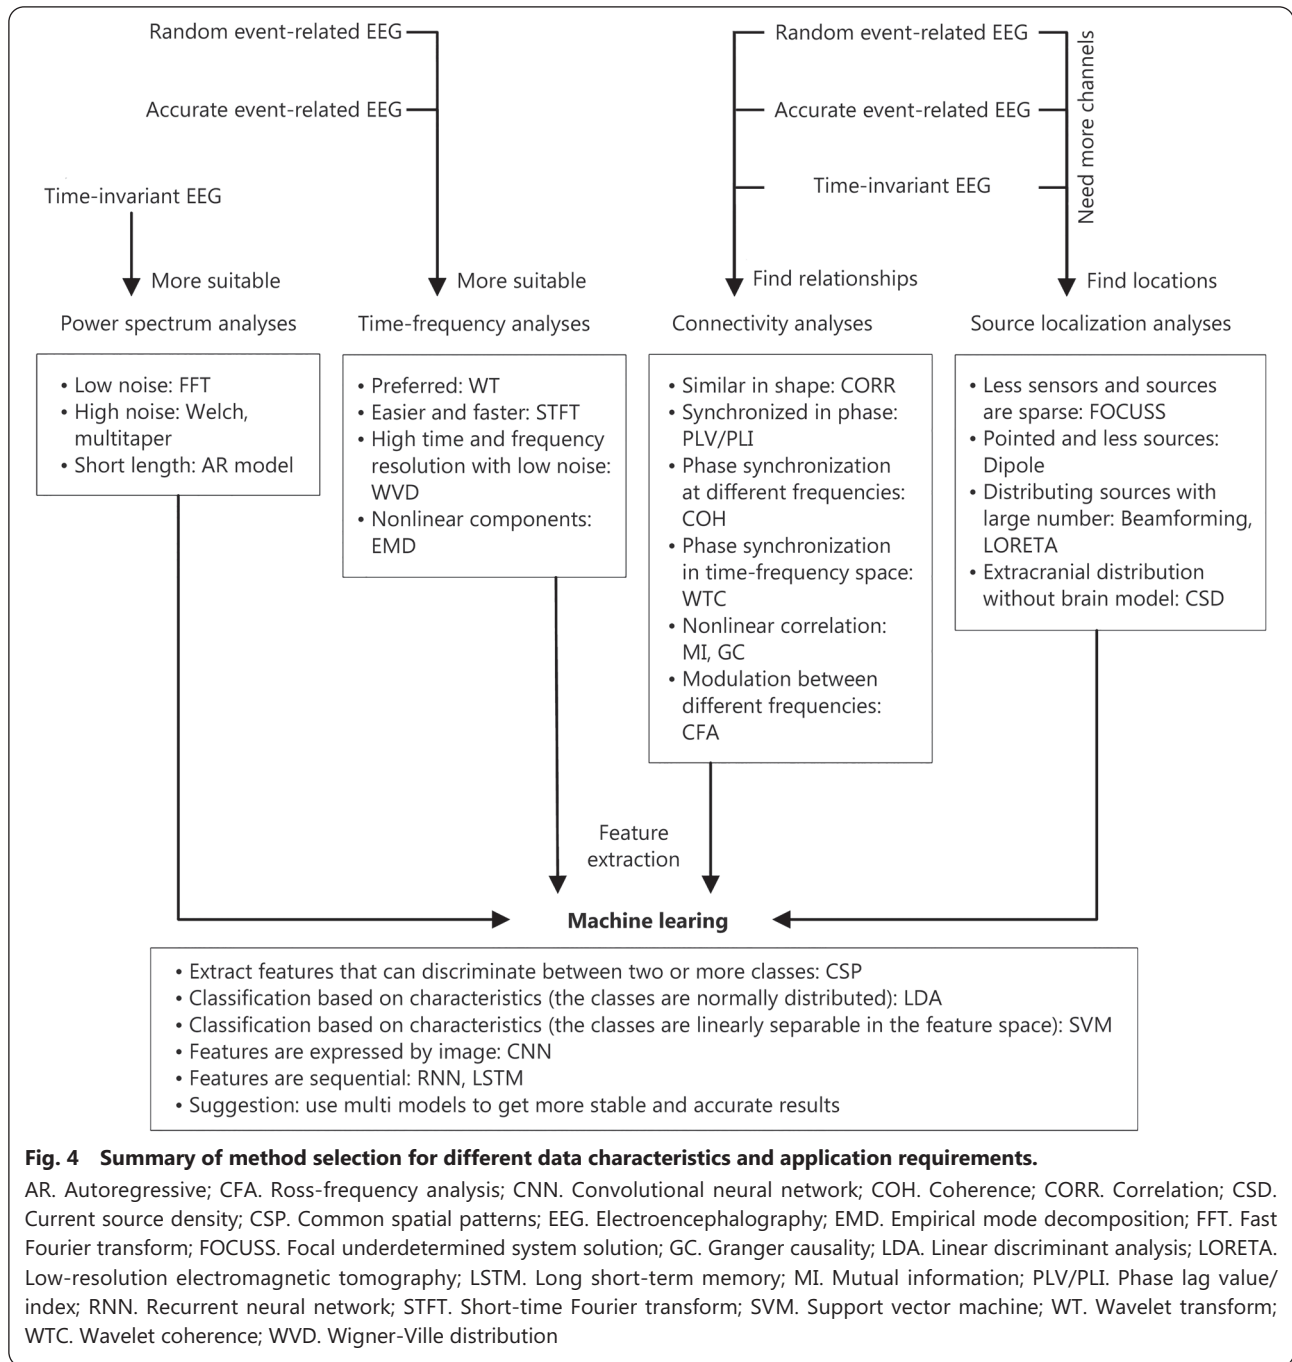 Random event-related EEG
Accurate event-related EEG
Time-invariant EEG
More suitable
More suitable
Power spectrum analyses
Time-frequency analyses
• Low noise: FFT
• High noise: Welch,
multitaper
• Short length: AR model
• Preferred: WT
• Easier and faster: STFT
• High time and frequency
resolution with low noise:
WVD
• Nonlinear components:
EMD
Random event-related EEG
Accurate event-related EEG
Time-invariant EEG
Need more channels
Find relationships
Find locations
Connectivity analyses
Source localization analyses
• Similar in shape: CORR
• Synchronized in phase:
PLV/PLI
• Phase synchronization
at different frequencies:
COH
• Phase synchronization
in time-frequency space:
WTC
• Nonlinear correlation:
MI, GC
• Modulation between
different frequencies:
CFA
• Less sensors and sources
are sparse: FOCUSS
• Pointed and less sources:
Dipole
• Distributing sources with
large number: Beamforming,
LORETA
• Extracranial distribution
without brain model: CSD
Feature
extraction
Machine learing
• Extract features that can discriminate between two or more classes: CSP
• Classification based on characteristics (the classes are normally distributed): LDA
• Classification based on characteristics (the classes are linearly separable in the feature space): SVM
• Features are expressed by image: CNN
• Features are sequential: RNN, LSTM
• Suggestion: use multi models to get more stable and accurate results
Fig. 4 Summary of method selection for different data characteristics and application requirements.
AR. Autoregressive; CFA. Ross-frequency analysis; CNN. Convolutional neural network; COH. Coherence; CORR. Correlation; CSD.
Current source density; CSP. Common spatial patterns; EEG. Electroencephalography; EMD. Empirical mode decomposition; FFT. Fast
Fourier transform; FOCUSS. Focal underdetermined system solution; GC. Granger causality; LDA. Linear discriminant analysis; LORETA.
Low-resolution electromagnetic tomography; LSTM. Long short-term memory; MI. Mutual information; PLV/PLI. Phase lag value/
index; RNN. Recurrent neural network; STFT. Short-time Fourier transform; SVM. Support vector machine; WT. Wavelet transform;
WTC. Wavelet coherence; WVD. Wigner-Ville distribution